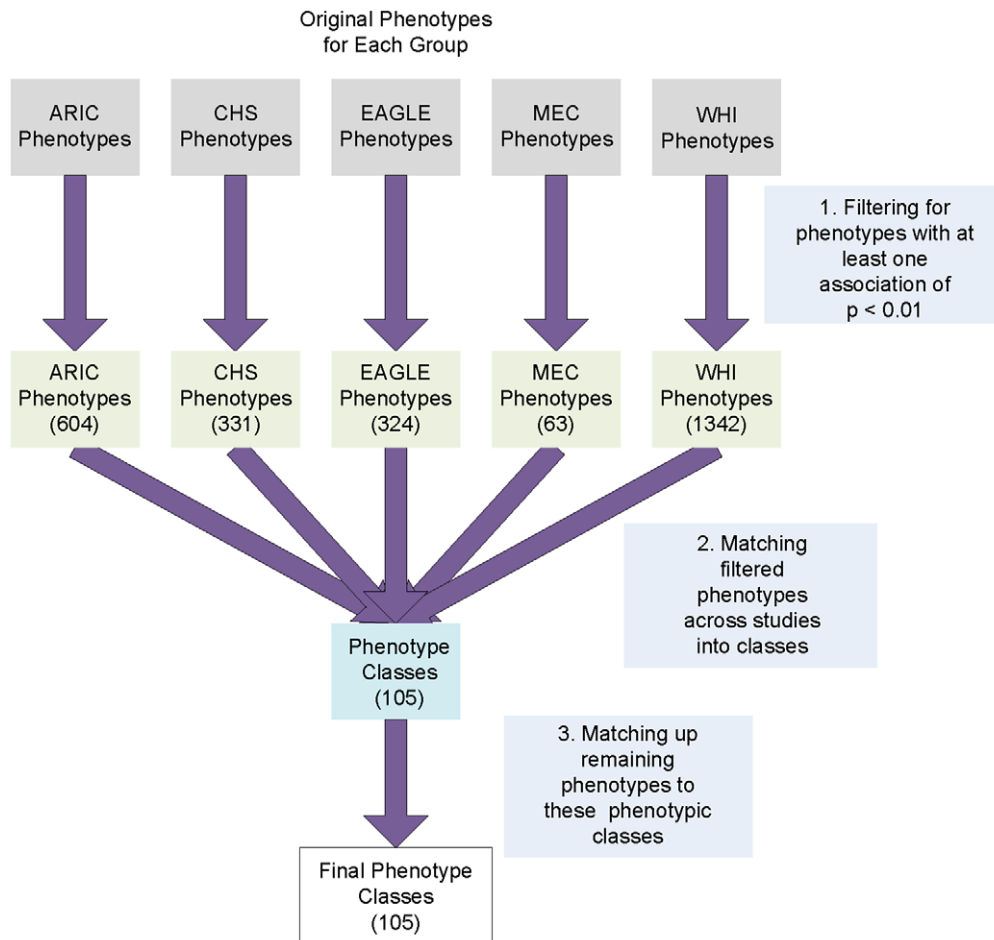 Original Phenotypes
for Each Group
ARIC
Phenotypes
CHS
Phenotypes
EAGLE
Phenotypes
MEC
Phenotypes
WHI
Phenotypes
1. Filtering for
phenotypes with at
least one
association of
p < 0.01
ARIC
Phenotypes
(604)
CHS
Phenotypes
(331)
EAGLE
Phenotypes
(324)
MEC
Phenotypes
(63)
WHI
Phenotypes
(1342)
2. Matching
filtered
phenotypes
across studies
into classes
Phenotype
Classes
(105)
3. Matching up
remaining
phenotypes to
these phenotypic
classes
Final Phenotype
Classes
(105)